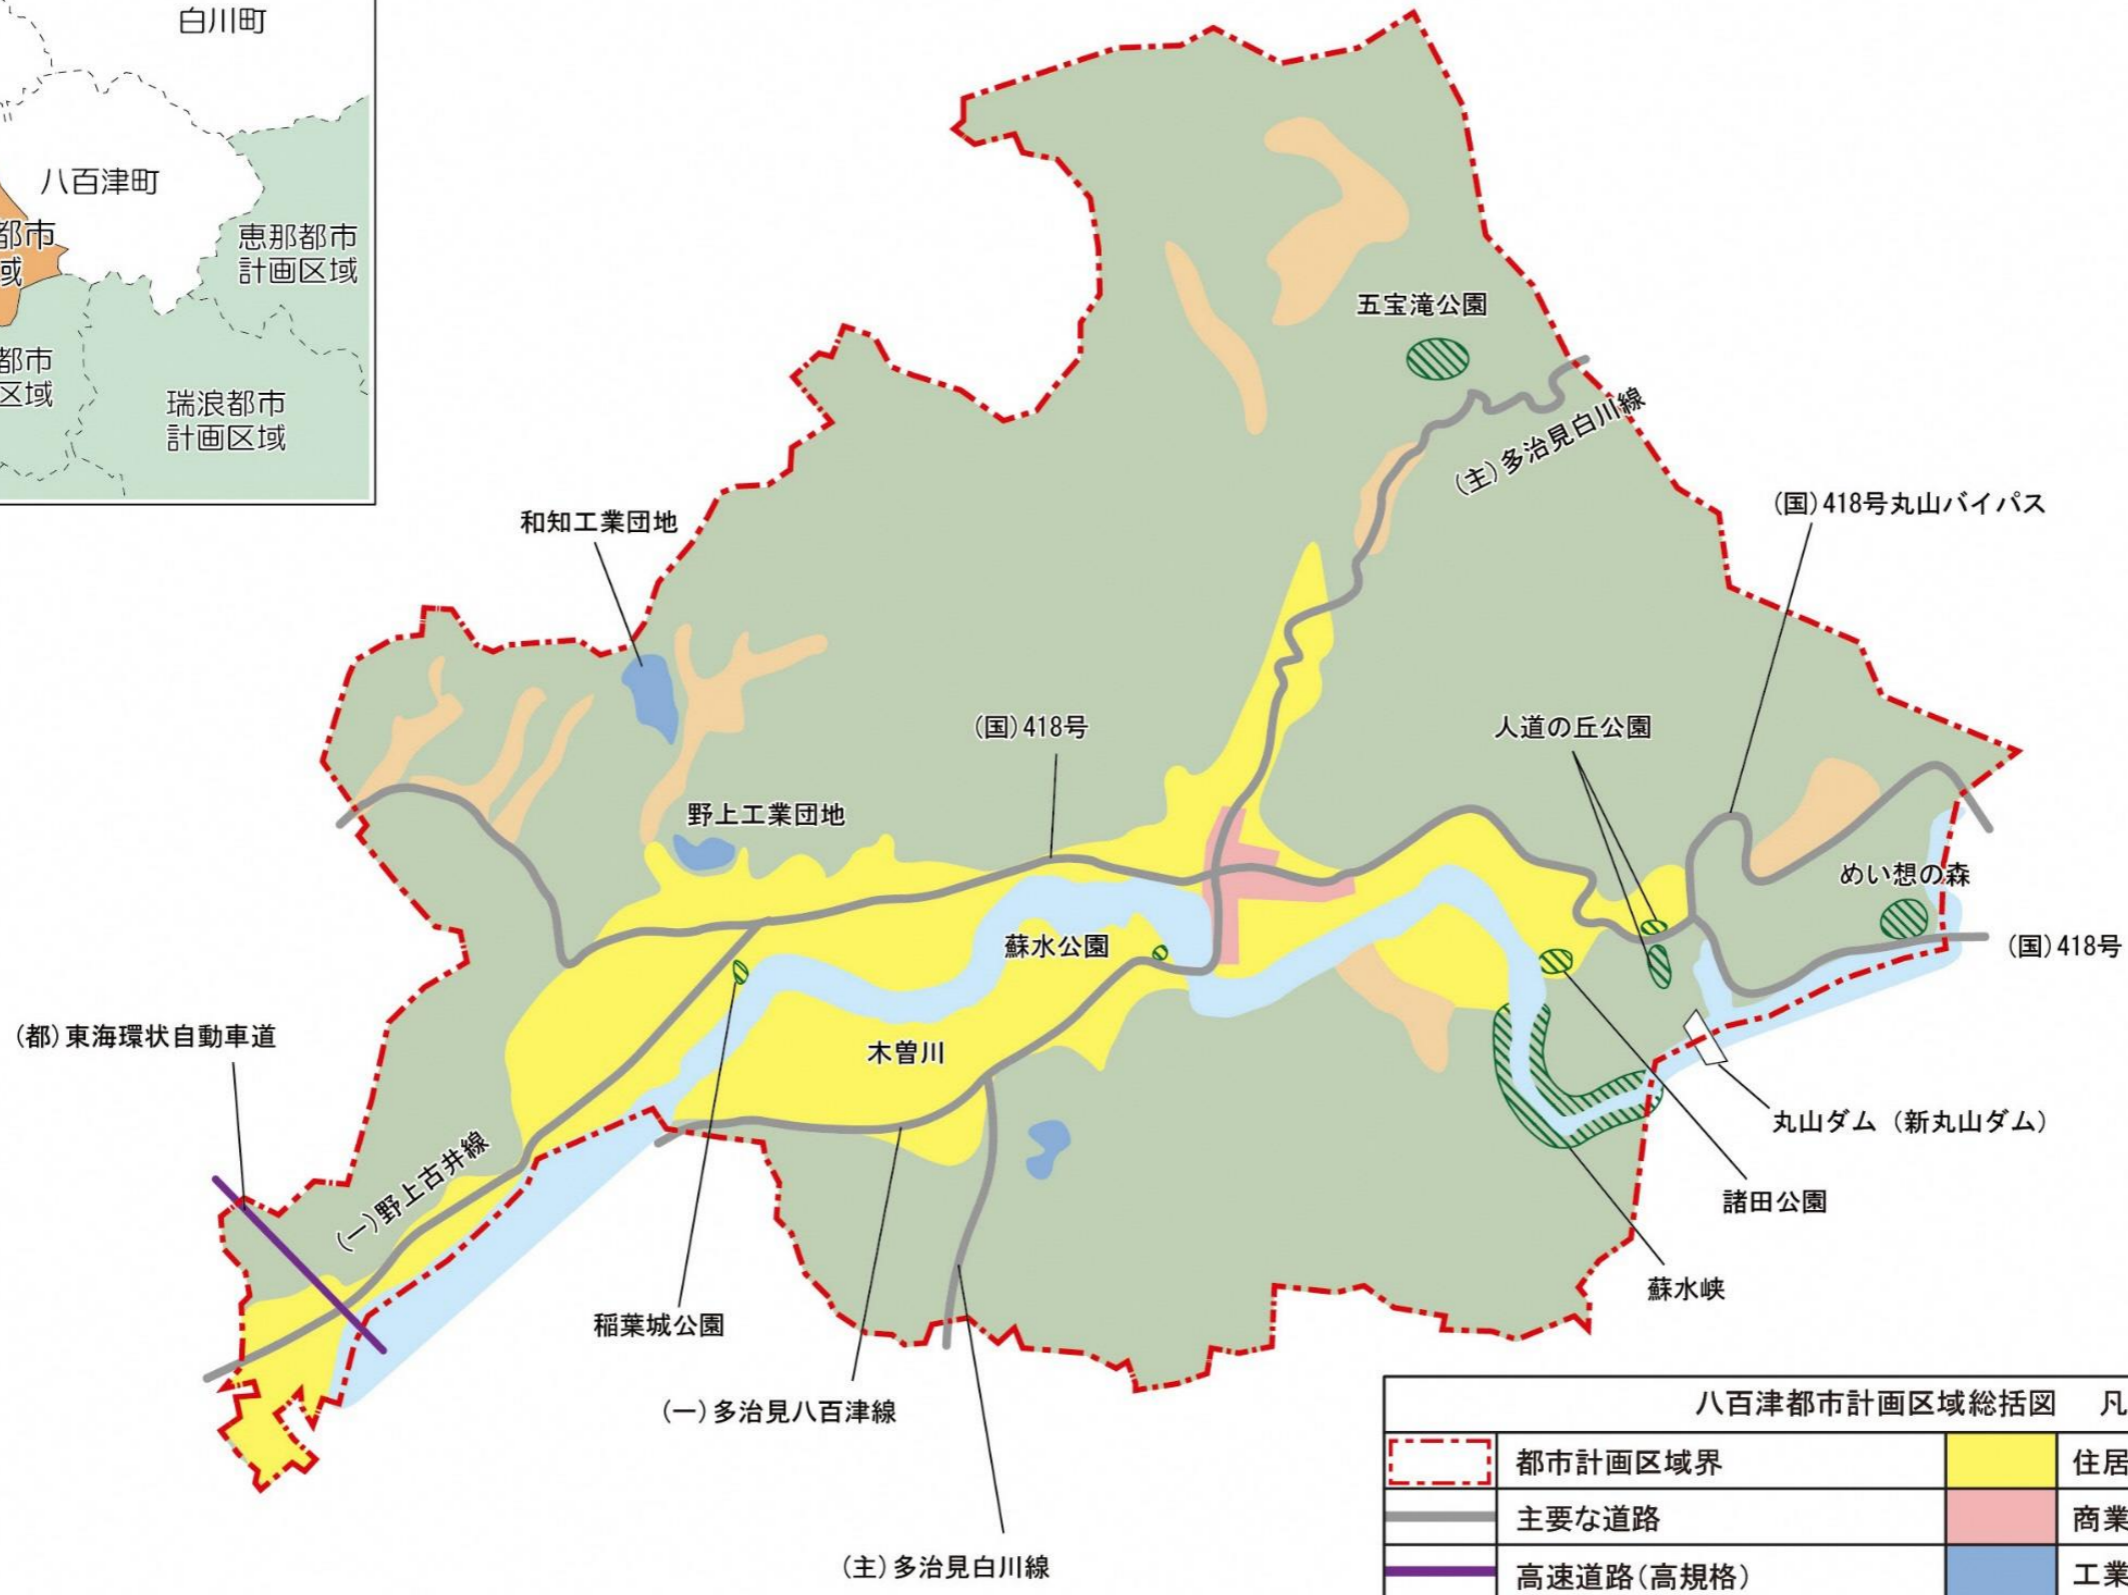 白川町
八百津町
都市
域
恵那都市
計画区域
都市
区域
瑞浪都市
計画区域
五宝滝公園
(主)多治見白川線
(国)418号丸山バイパス
和知工業団地
(国)418号
人道の丘公園
野上工業団地
めい想の森
蘇水公園
(国)418号
(都)東海環状自動車道
木曽川
丸山ダム（新丸山ダム）
(一)野上古井線
諸田公園
蘇水峡
稲葉城公園
(一)多治見八百津線
(主)多治見白川線
八百津都市計画区域総括図 凡
都市計画区域界
住居
主要な道路
商業
高速道路(高規格)
工業